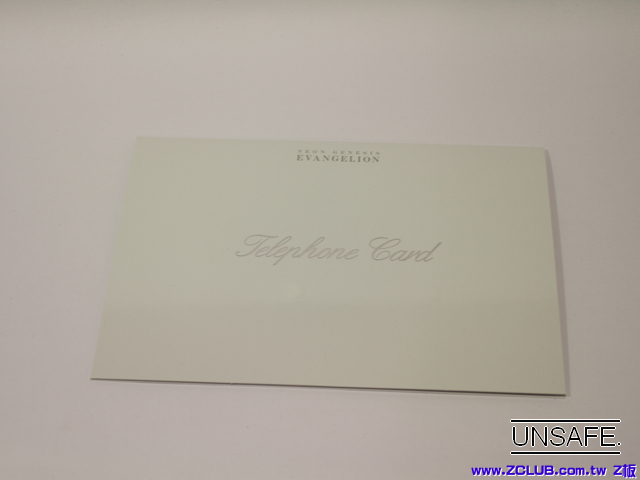 NEON GENESIS
EVANGELION
Telephone Card
UNSAFE.
www.ZCLUB.com.tw Z板